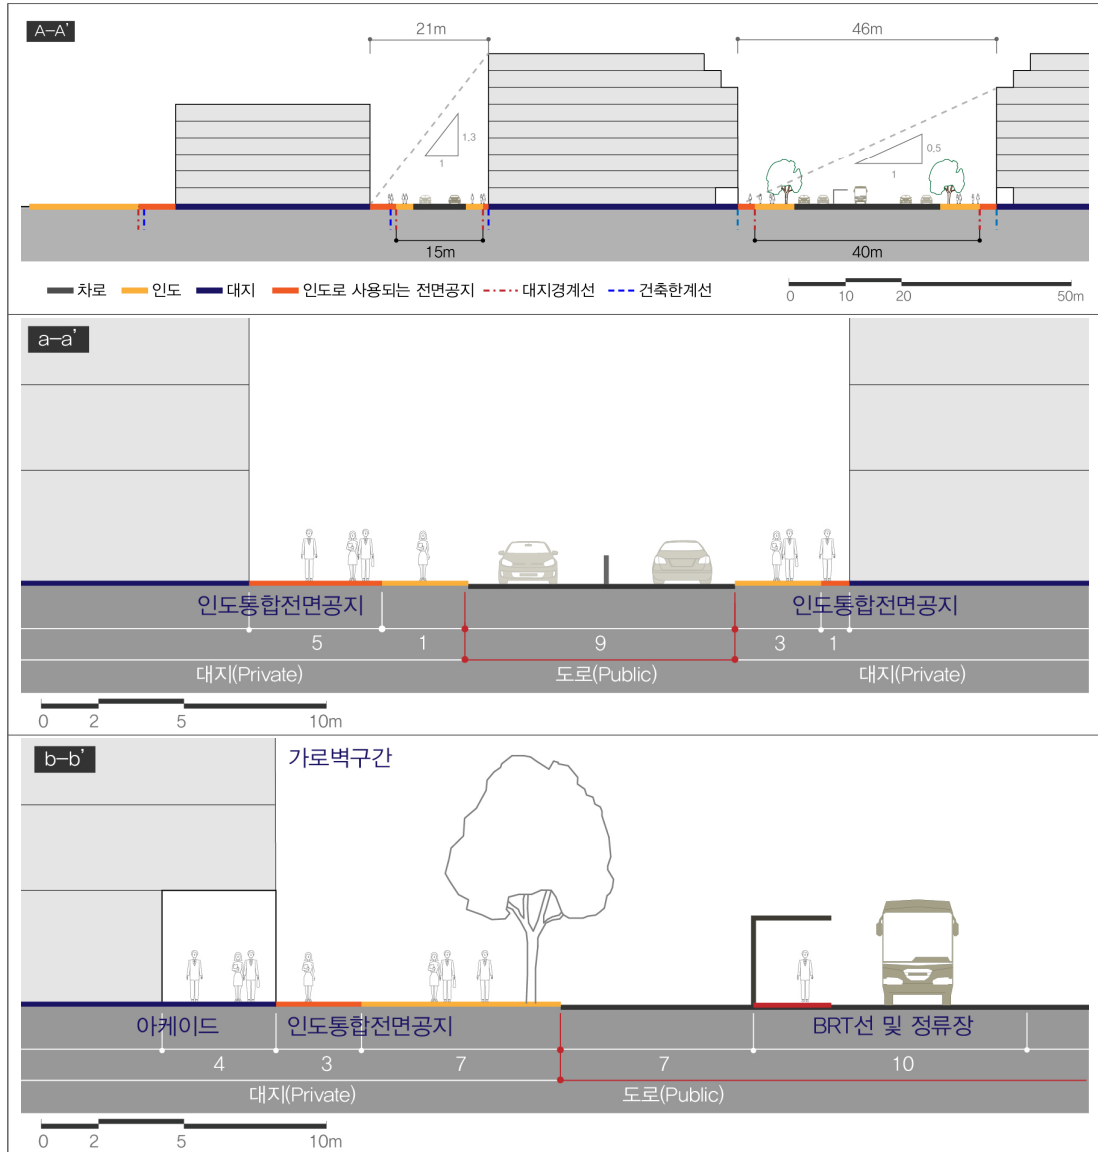 A-A'
21m
46m
1.3
1
0.5
1
15m
40m
차로 인도 대지 인도로 사용되는 전면공지 대지경계선 건축한계선
0 10 20 50m
a-a'
인도통합전면공지 인도통합전면공지
5 1 9 3 1
대지(Private) 도로(Public) 대지(Private)
0 2 5 10m
b-b'
가로벽구간
아케이드 인도통합전면공지 BRT선 및 정류장
4 3 7 7 10
대지(Private) 도로(Public)
0 2 5 10m